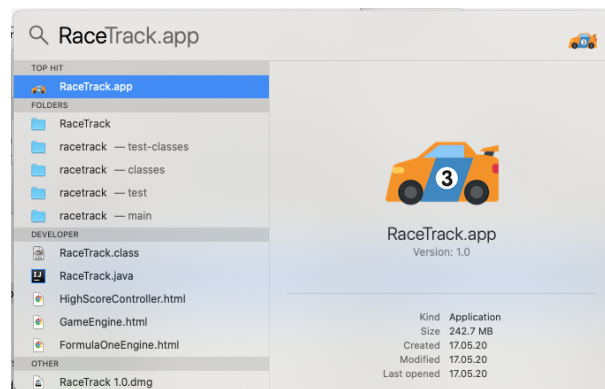 RaceTrack.app
TOP HIT
RaceTrack.app
FOLDERS
RaceTrack
racetrack — test-classes
racetrack — classes
racetrack — test
racetrack — main
DEVELOPER
RaceTrack.class
RaceTrack.java
HighScoreController.html
GameEngine.html
FormulaOneEngine.html
OTHER
RaceTrack 1.0.dmg
3
RaceTrack.app
Version: 1.0
Kind Application
Size 242.7 MB
Created 17.05.20
Modified 17.05.20
Last opened 17.05.20